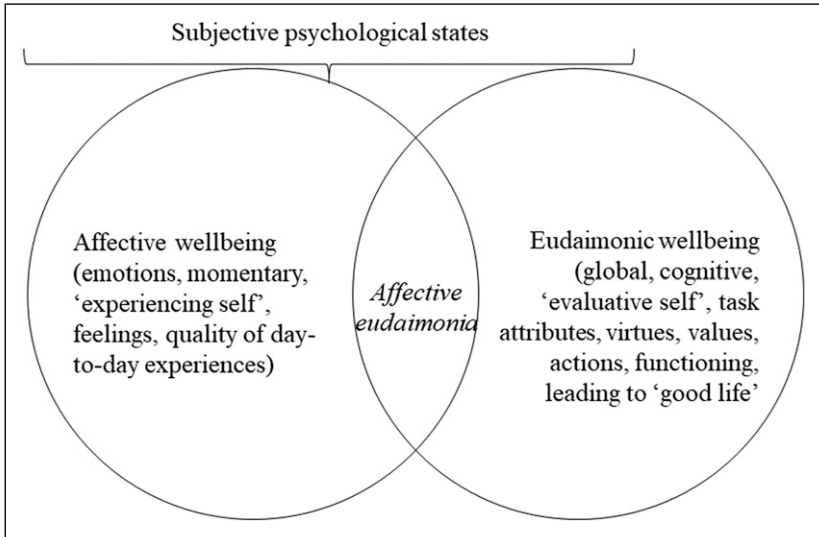 Subjective psychological states
Affective wellbeing
(emotions, momentary,
‘experiencing self’,
feelings, quality of day-
to-day experiences)
Affective
eudaimonia
Eudaimonic wellbeing
(global, cognitive,
‘evaluative self’, task
attributes, virtues, values,
actions, functioning,
leading to ‘good life’